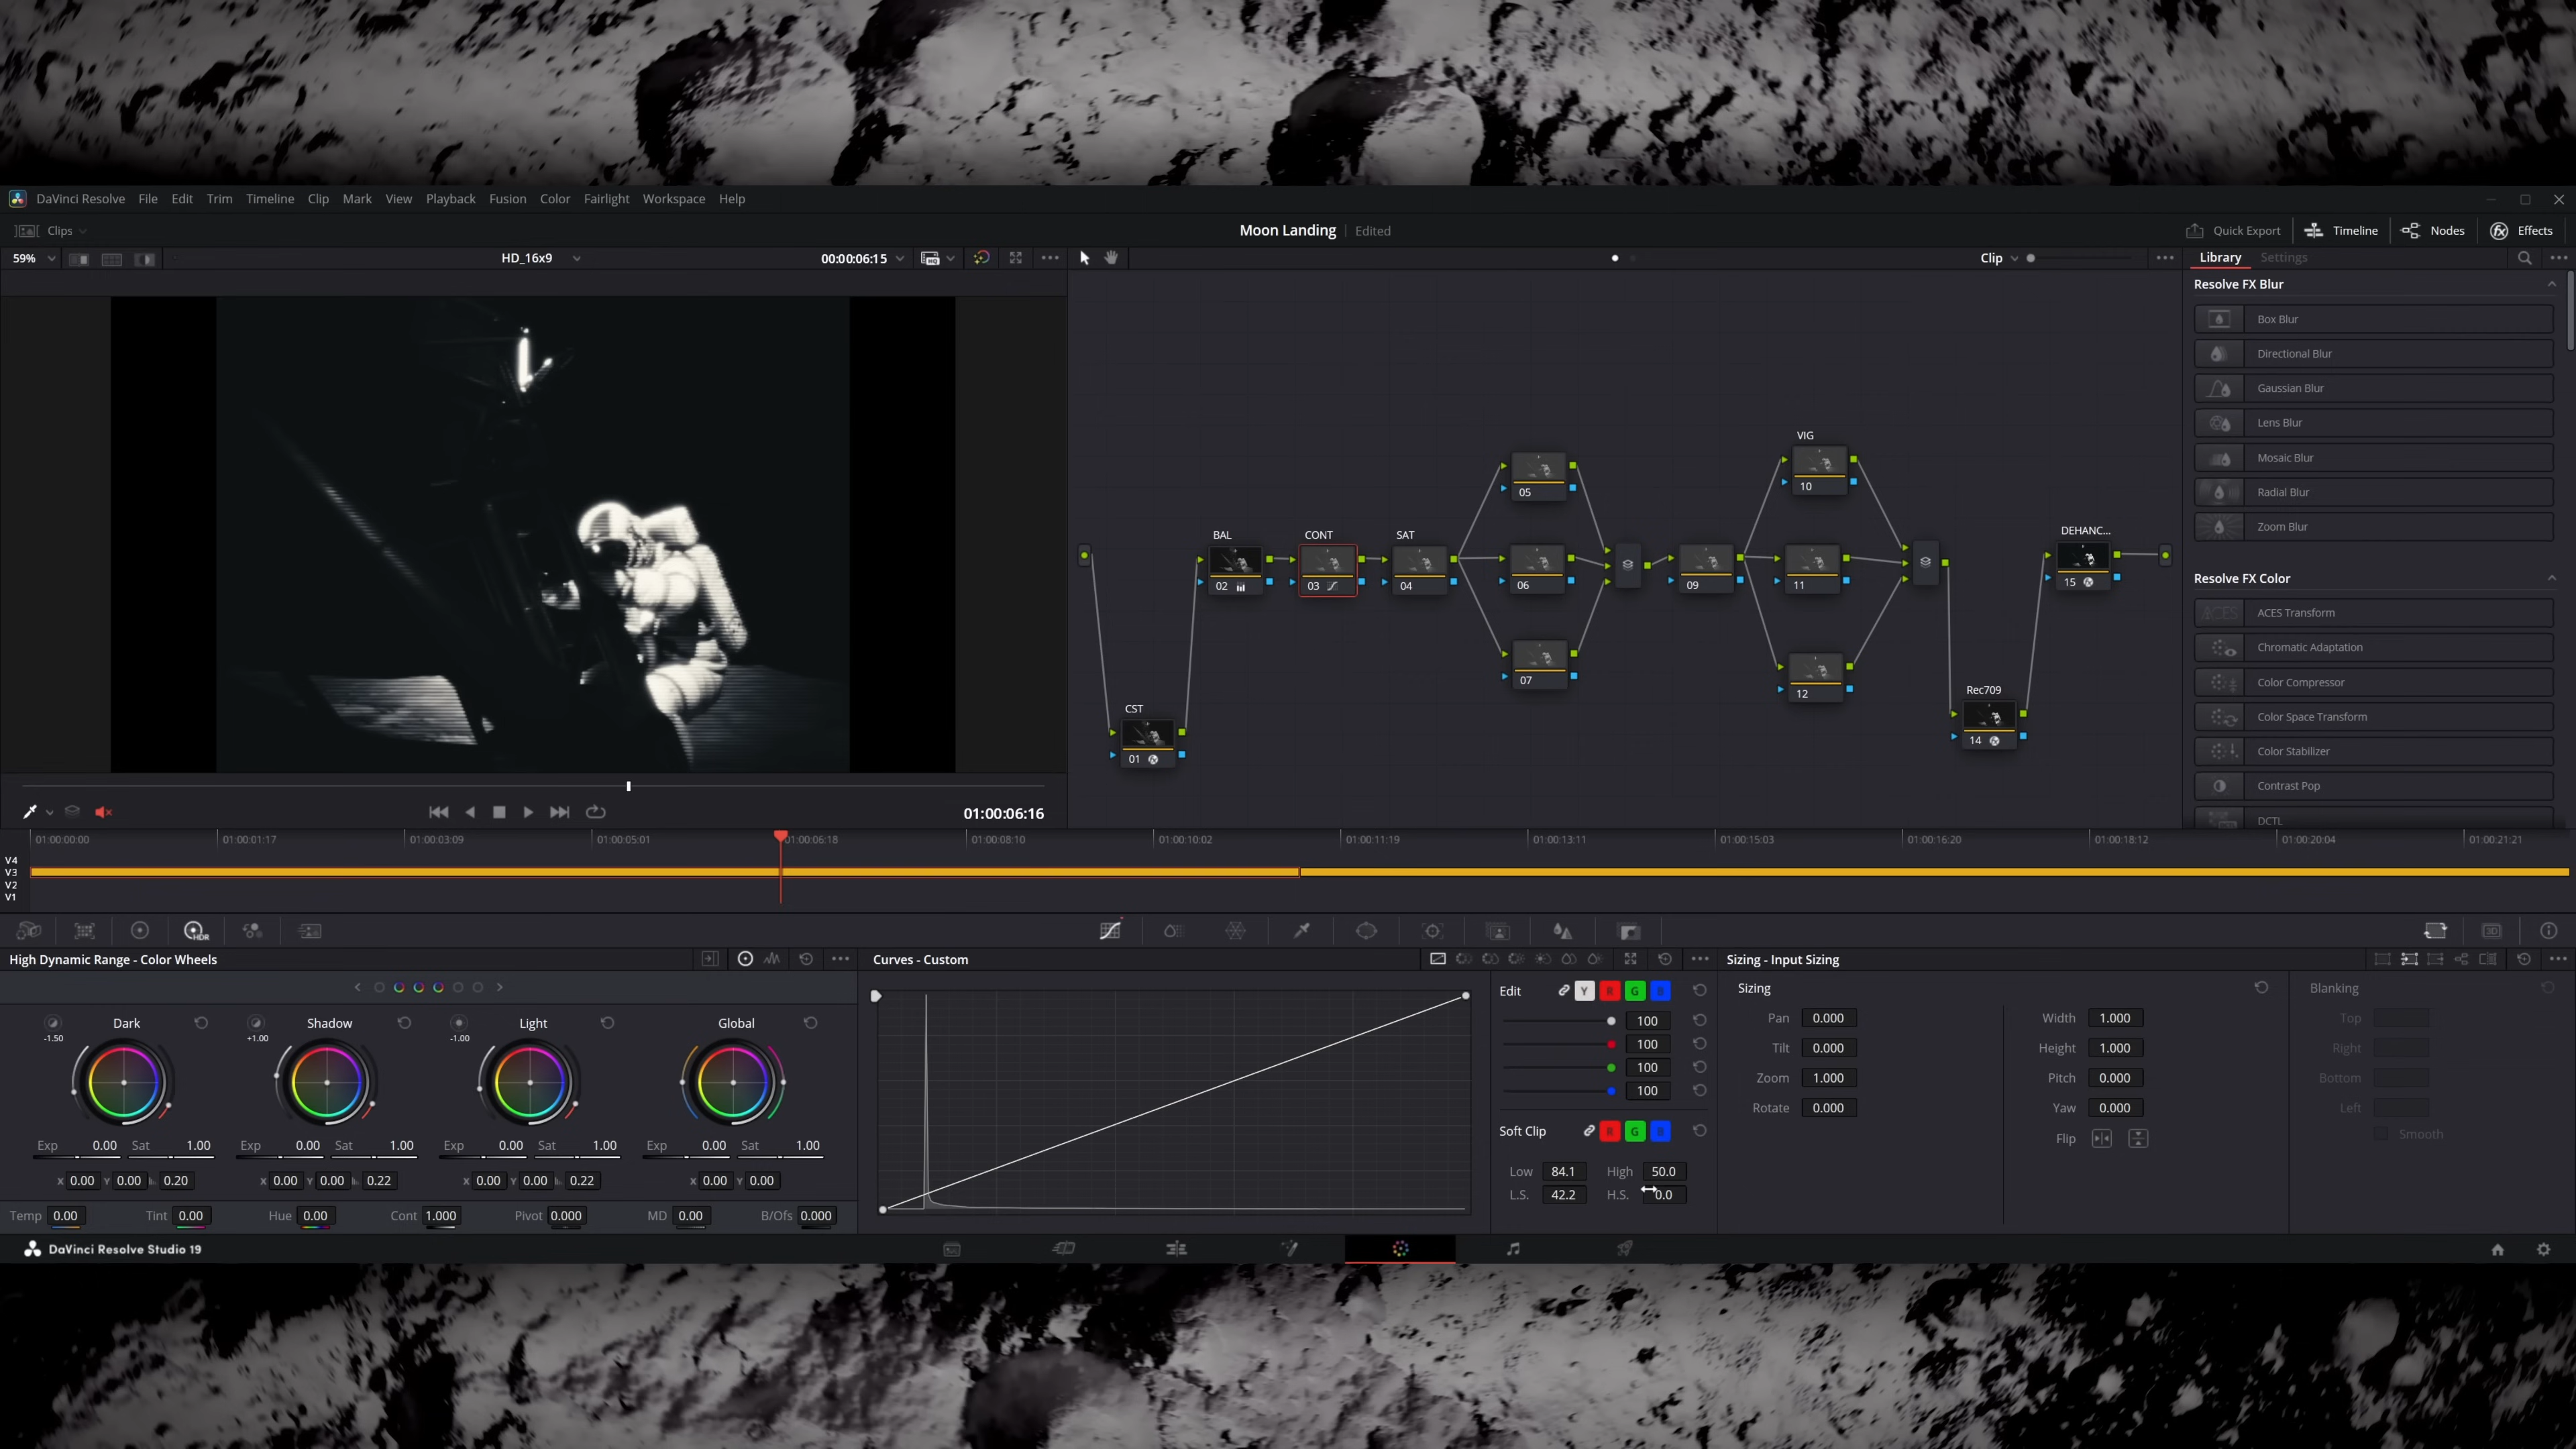 DaVinci Resolve File Edit Trim Timeline Clip Mark View Playback Fusion Color Fairlight Workspace Help
Clips Moon Landing Edited Quick Export Timeline Nodes Effects
59% HD_16x9 00:00:06:15 Clip Library Settings
Resolve FX Blur
Box Blur
Directional Blur
Gaussian Blur
Lens Blur
Mosaic Blur
Radial Blur
Zoom Blur
Resolve FX Color
ACES Transform
Chromatic Adaptation
Color Compressor
Color Space Transform
Color Stabilizer
Contrast Pop
DCTL
VIG
10
05
BAL CONT SAT DEHANC...
02 03 04 06 09 11 15
07 12
CST Rec709
01 14
01:00:06:16
01:00:00:00 01:00:01:17 01:00:03:09 01:00:05:01 01:00:06:18 01:00:08:10 01:00:10:02 01:00:11:19 01:00:13:11 01:00:15:03 01:00:16:20 01:00:18:12 01:00:20:04 01:00:21:21
V4
V3
V2
V1
HDR 3D
High Dynamic Range - Color Wheels Curves - Custom Sizing - Input Sizing
Dark Shadow Light Global
-1.50 +1.00 -1.00
Exp 0.00 Sat 1.00 Exp 0.00 Sat 1.00 Exp 0.00 Sat 1.00 Exp 0.00 Sat 1.00
X 0.00 Y 0.00 0.20 X 0.00 Y 0.00 0.22 X 0.00 Y 0.00 0.22 X 0.00 Y 0.00
Temp 0.00 Tint 0.00 Hue 0.00 Cont 1.000 Pivot 0.000 MD 0.00 B/Ofs 0.000
Edit Y R G B
100
100
100
100
Soft Clip R G B
Low 84.1 High 50.0
L.S. 42.2 H.S. 0.0
Sizing Blanking
Pan 0.000 Width 1.000 Top
Tilt 0.000 Height 1.000 Right
Zoom 1.000 Pitch 0.000 Bottom
Rotate 0.000 Yaw 0.000 Left
Flip Smooth
DaVinci Resolve Studio 19